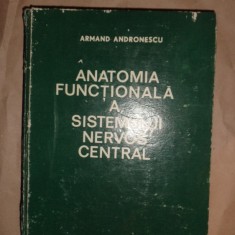 ARMAND ANDRONESCU
ANATOMIA
FUNCȚIONALĂ
A
SISTEMULUI
NERVOS
CENTRAL